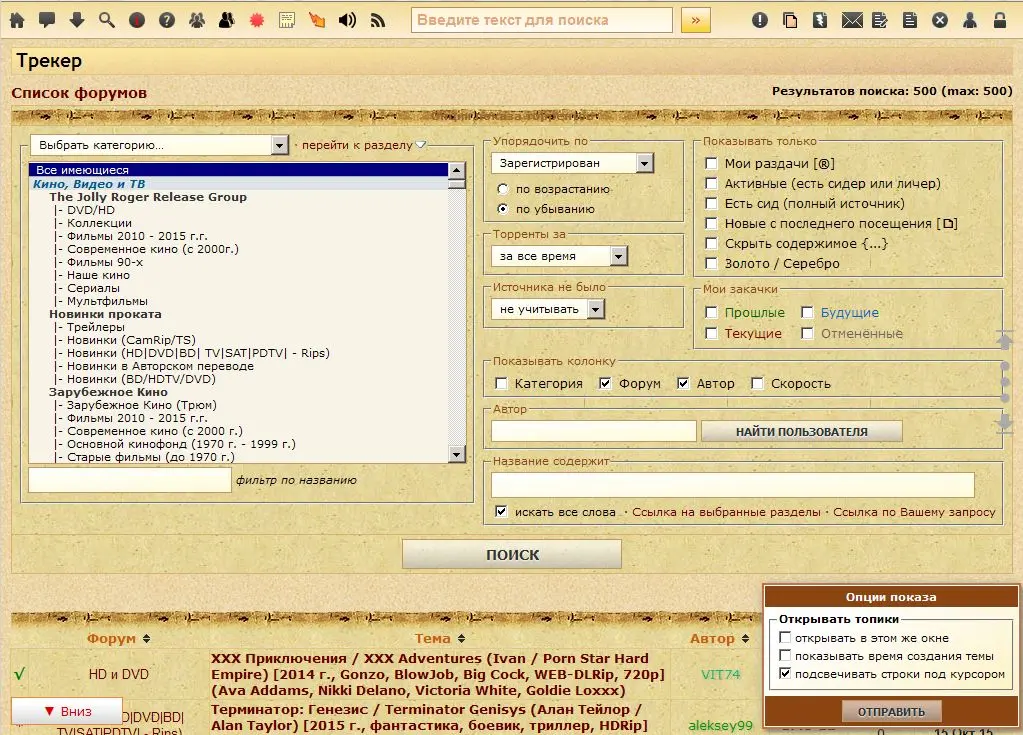 Введите текст для поиска
»
Трекер
Список форумов
Результатов поиска: 500 (max: 500)
Выбрать категорию...
· перейти к разделу
Все имеющиеся
Кино, Видео и ТВ
The Jolly Roger Release Group
|- DVD/HD
|- Коллекции
|- Фильмы 2010 - 2015 г.г.
|- Современное кино (с 2000г.)
|- Фильмы 90-х
|- Наше кино
|- Сериалы
|- Мультфильмы
Новинки проката
|- Трейлеры
|- Новинки (CamRip/TS)
|- Новинки (HD|DVD|BD| TV|SAT|PDTV| - Rips)
|- Новинки в Авторском переводе
|- Новинки (BD/HDTV/DVD)
Зарубежное Кино
|- Зарубежное Кино (Трюм)
|- Фильмы 2010 - 2015 г.г.
|- Современное кино (с 2000 г.)
|- Основной кинофонд (1970 г. - 1999 г.)
|- Старые фильмы (до 1970 г.)
фильтр по названию
Упорядочить по
Зарегистрирован
по возрастанию
по убыванию
Торренты за
за все время
Источника не было
не учитывать
Показывать только
Мои раздачи [®]
Активные (есть сидер или личер)
Есть сид (полный источник)
Новые с последнего посещения []
Скрыть содержимое {...}
Золото / Серебро
Мои закачки
Прошлые
Будущие
Текущие
Отменённые
Показывать колонку
Категория
Форум
Автор
Скорость
Автор
НАЙТИ ПОЛЬЗОВАТЕЛЯ
Название содержит
искать все слова · Ссылка на выбранные разделы · Ссылка по Вашему запросу
ПОИСК
Форум
Тема
Автор
√
HD и DVD
XXX Приключения / XXX Adventures (Ivan / Porn Star Hard
Empire) [2014 г., Gonzo, BlowJob, Big Cock, WEB-DLRip, 720p]
(Ava Addams, Nikki Delano, Victoria White, Goldie Loxxx)
VIT74
▼ Вниз
D|DVD|BD|
TV|SAT|PDTV| - Rips)
Терминатор: Генезис / Terminator Genisys (Алан Тейлор /
Alan Taylor) [2015 г., фантастика, боевик, триллер, HDRip]
aleksey99
Опции показа
Открывать топики
открывать в этом же окне
показывать время создания темы
подсвечивать строки под курсором
ОТПРАВИТЬ
0
15 Окт 15